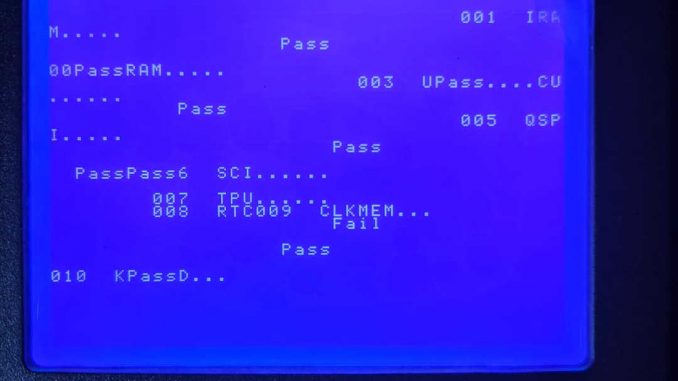 001 IRA
M.....
Pass
00PassRAM.....
003 UPass....CU
......
Pass
005 QSP
I.....
Pass
PassPass6 SCI......
007 TPU......
008 RTC009 CLKMEM...
Fail
Pass
010 KPassD...